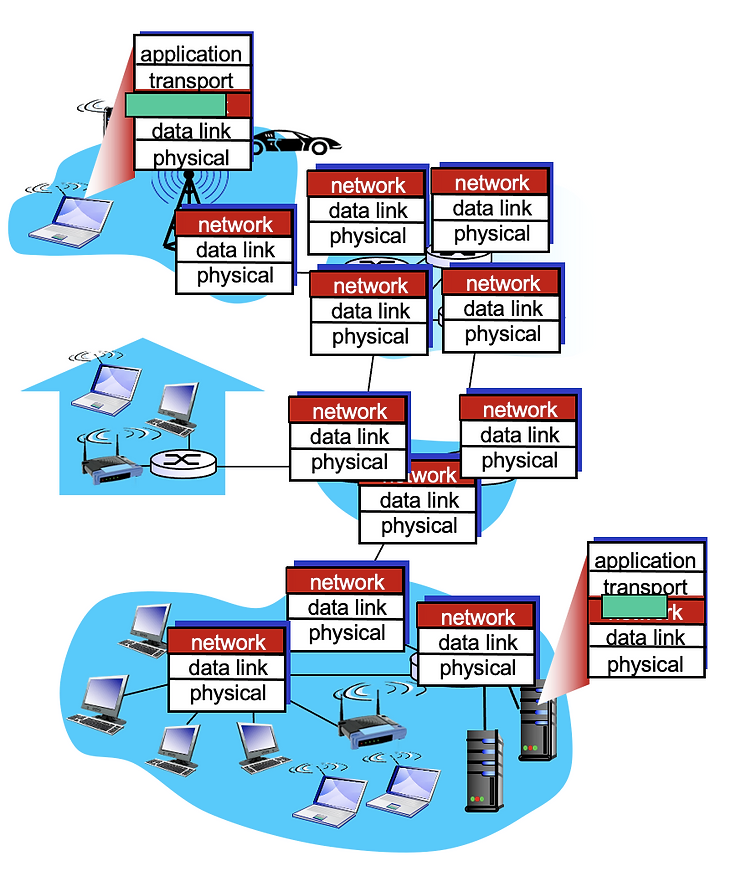 application
transport
data link
physical
network
data link
physical
network
data link
physical
network
data link
physical
network
data link
physical
network
data link
physical
network
data link
physical
network
data link
physical
network
data link
physical
network
data link
physical
network
data link
physical
network
data link
physical
application
transport
data link
physical